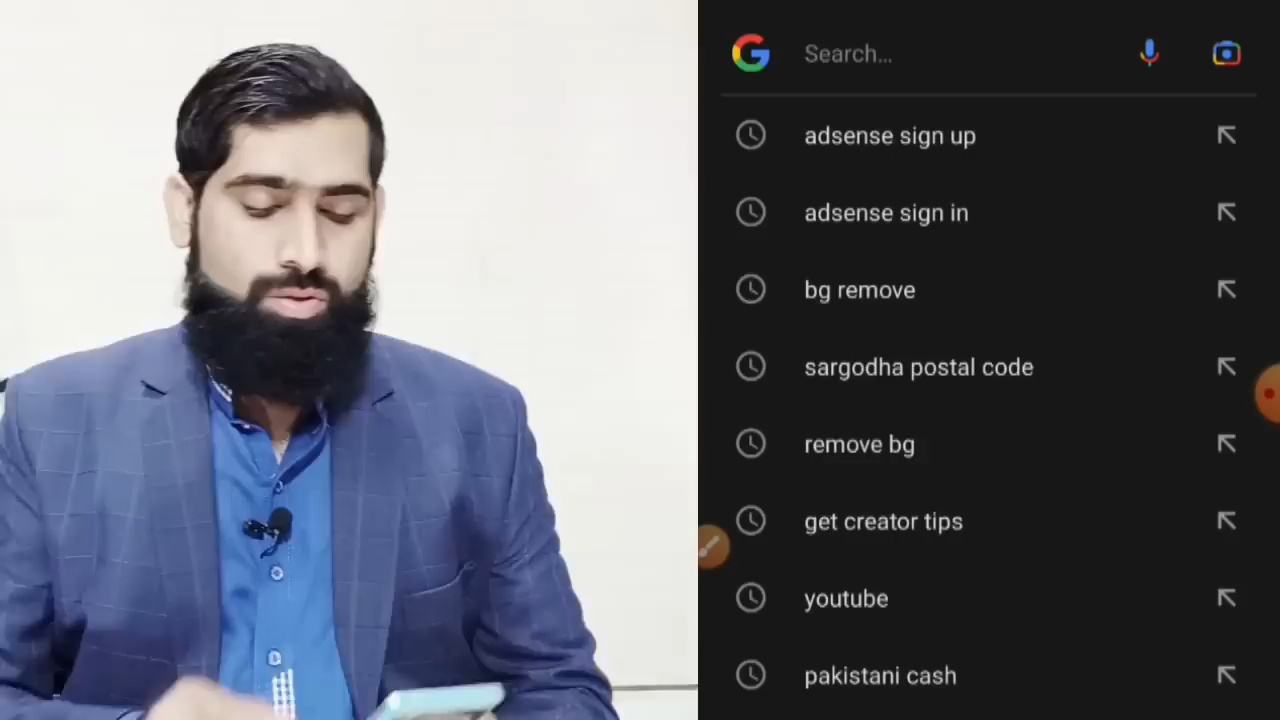 Search...
adsense sign up
adsense sign in
bg remove
sargodha postal code
remove bg
get creator tips
youtube
pakistani cash